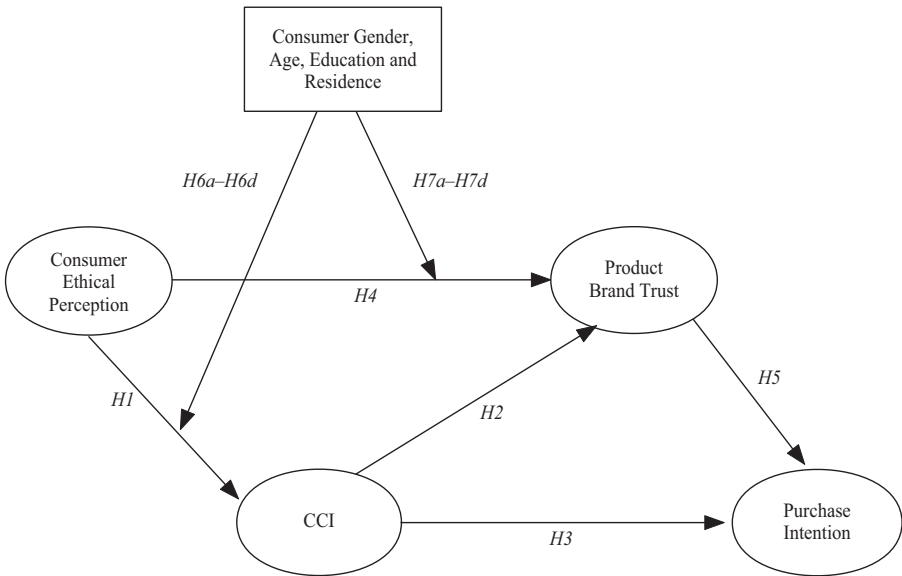 Consumer Gender,
Age, Education and
Residence
H6a–H6d
H7a–H7d
Consumer
Ethical
Perception
H4
Product
Brand Trust
H1
H2
H5
CCI
H3
Purchase
Intention